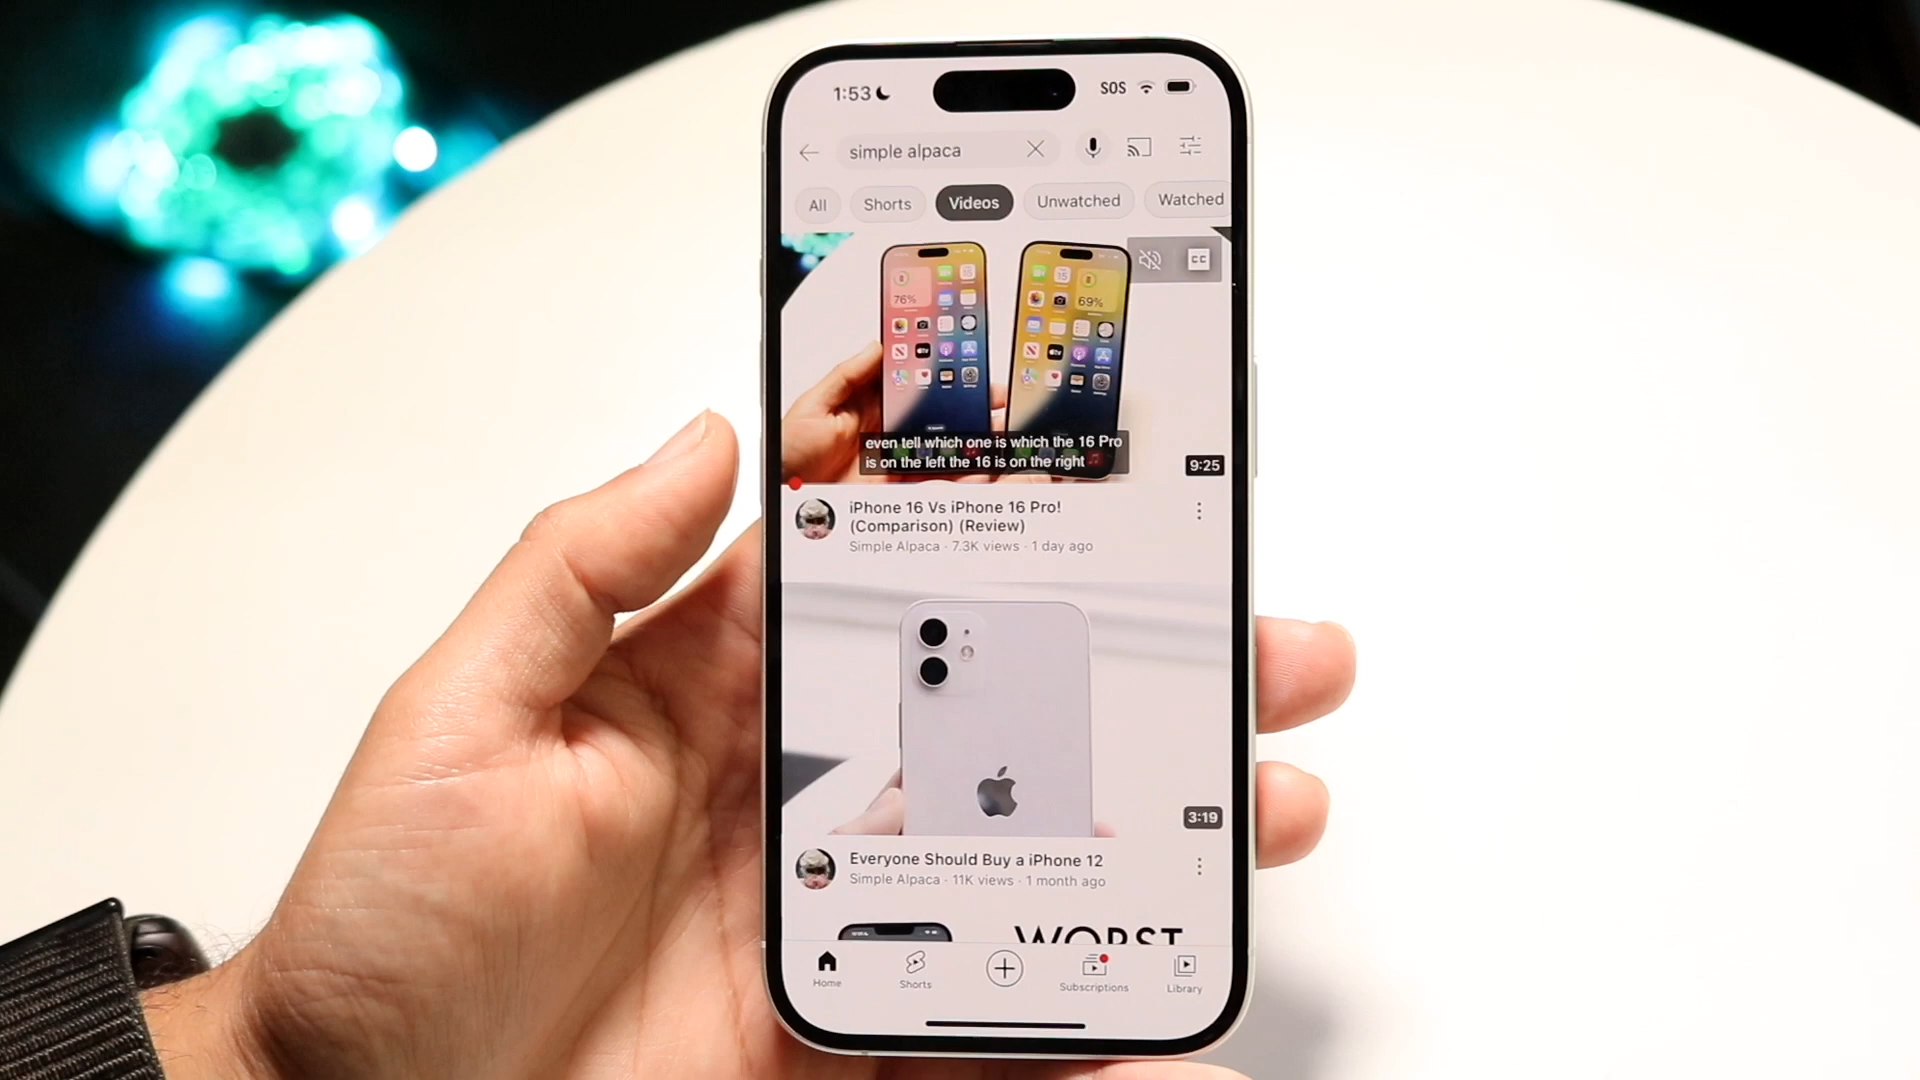 1:53
SOS
simple alpaca
All
Shorts
Videos
Unwatched
Watched
CC
76%
69%
even tell which one is which the 16 Pro
is on the left the 16 is on the right
9:25
iPhone 16 Vs iPhone 16 Pro!
(Comparison) (Review)
Simple Alpaca · 7.3K views · 1 day ago
3:19
Everyone Should Buy a iPhone 12
Simple Alpaca · 11K views · 1 month ago
WORST
Home
Shorts
Subscriptions
Library